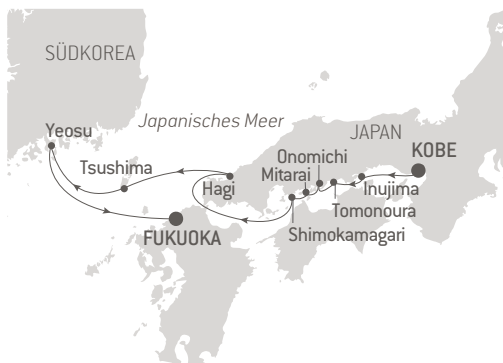 SÜDKOREA
Yeosu
Japanisches Meer
JAPAN
KOBE
Tsushima
Onomichi
Mitarai
Hagi
Inujima
Tomonoura
Shimokamagari
FUKUOKA